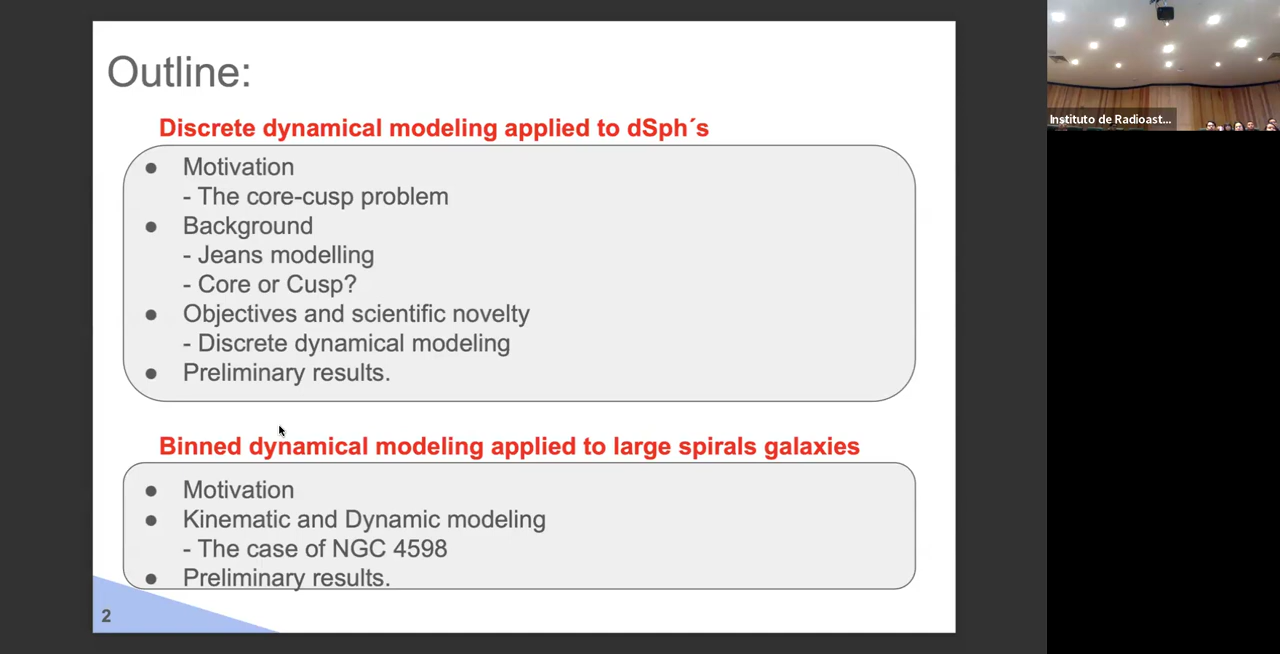 Outline:
Discrete dynamical modeling applied to dSph´s
● Motivation
- The core-cusp problem
● Background
- Jeans modelling
- Core or Cusp?
● Objectives and scientific novelty
- Discrete dynamical modeling
● Preliminary results.
Binned dynamical modeling applied to large spirals galaxies
● Motivation
● Kinematic and Dynamic modeling
- The case of NGC 4598
● Preliminary results.
2
Instituto de Radioast...